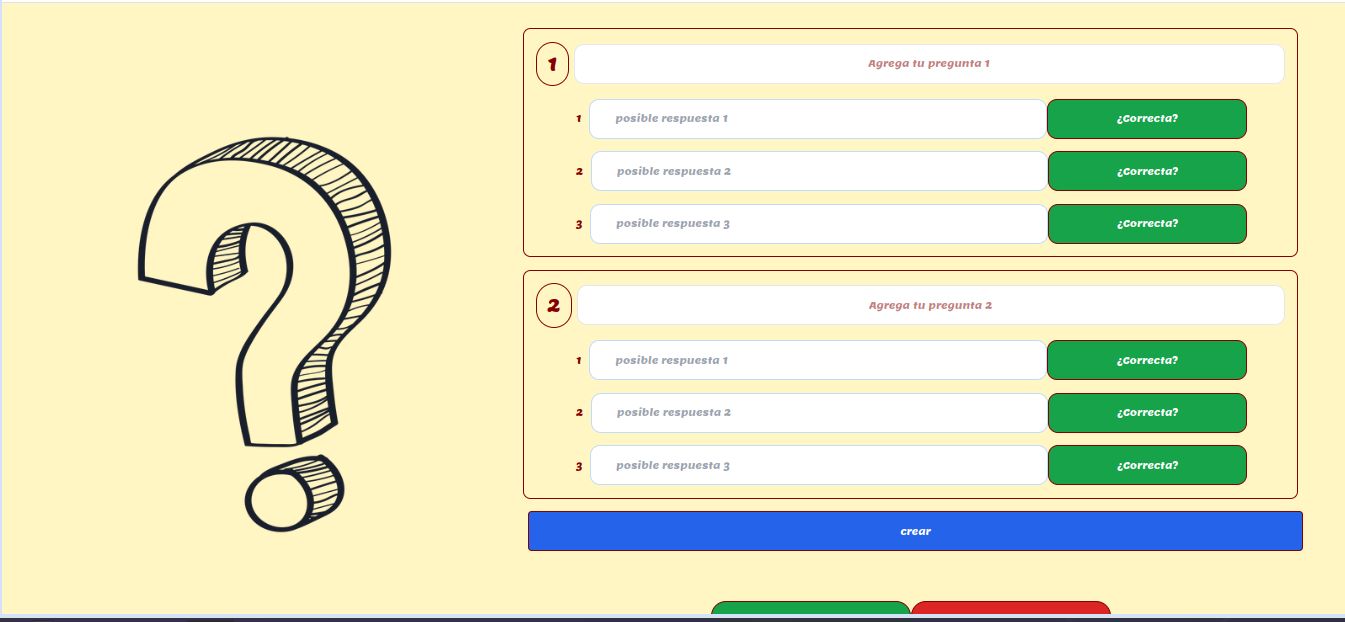 1 Agrega tu pregunta 1
1 posible respuesta 1 ¿Correcta?
2 posible respuesta 2 ¿Correcta?
3 posible respuesta 3 ¿Correcta?
2 Agrega tu pregunta 2
1 posible respuesta 1 ¿Correcta?
2 posible respuesta 2 ¿Correcta?
3 posible respuesta 3 ¿Correcta?
crear